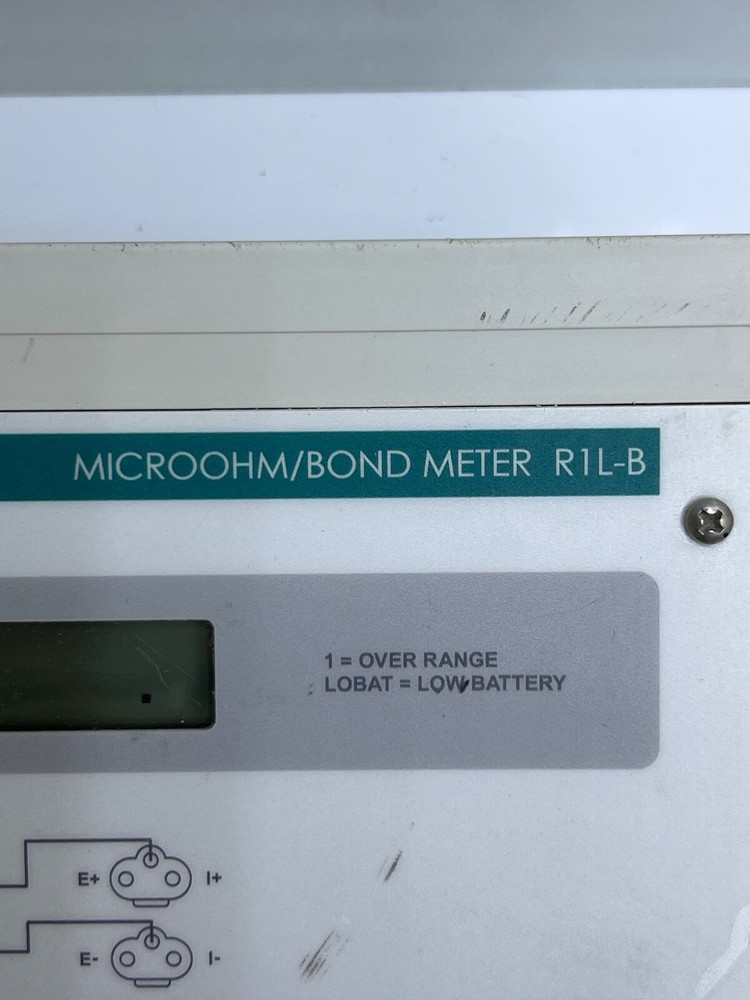 MICROOHM/BOND METER R1L-B
1 = OVER RANGE
LOBAT = LOW BATTERY
E+ I+
E- I-